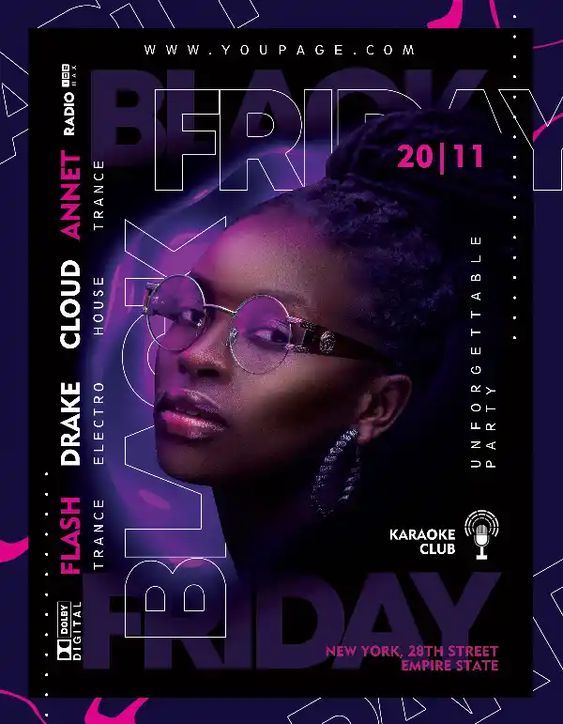 WWW.YOUPAGE.COM
BLACK
FRIDAY
20|11
BLACK
RADIO
MAX
ANNET
TRANCE
CLOUD
HOUSE
DRAKE
ELECTRO
FLASH
TRANCE
DOLBY
DIGITAL
UNFORGETTABLE
PARTY
KARAOKE
CLUB
FRIDAY
NEW YORK, 28TH STREET
EMPIRE STATE